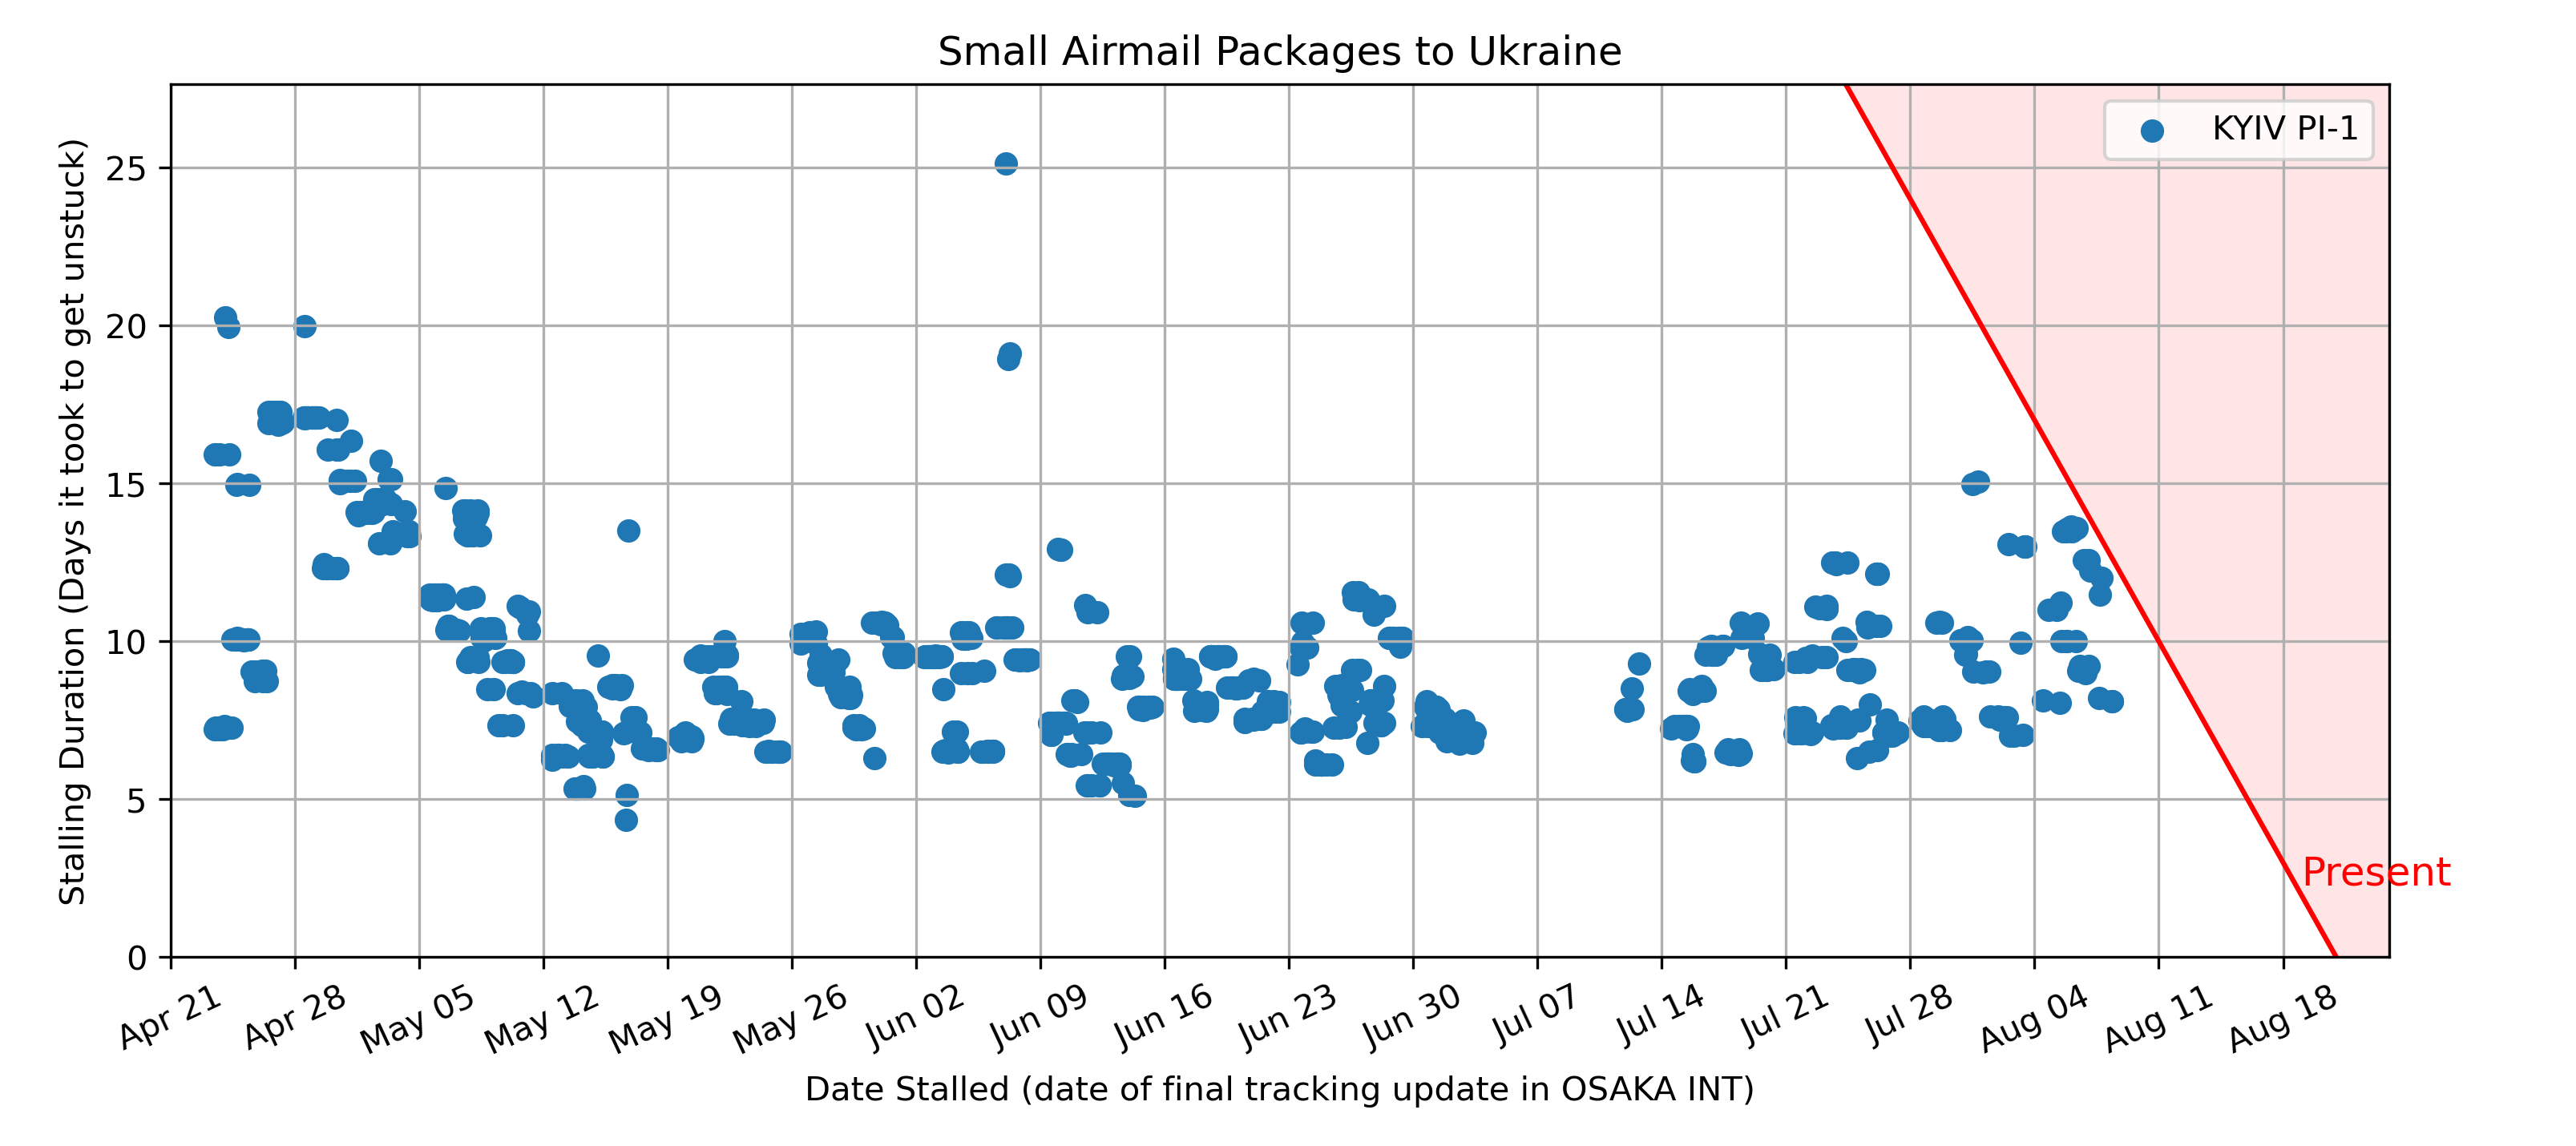 Small Airmail Packages to Ukraine
KYIV PI-1
Stalling Duration (Days it took to get unstuck)
25
20
15
10
5
0
Present
Apr 21
Apr 28
May 05
May 12
May 19
May 26
Jun 02
Jun 09
Jun 16
Jun 23
Jun 30
Jul 07
Jul 14
Jul 21
Jul 28
Aug 04
Aug 11
Aug 18
Date Stalled (date of final tracking update in OSAKA INT)